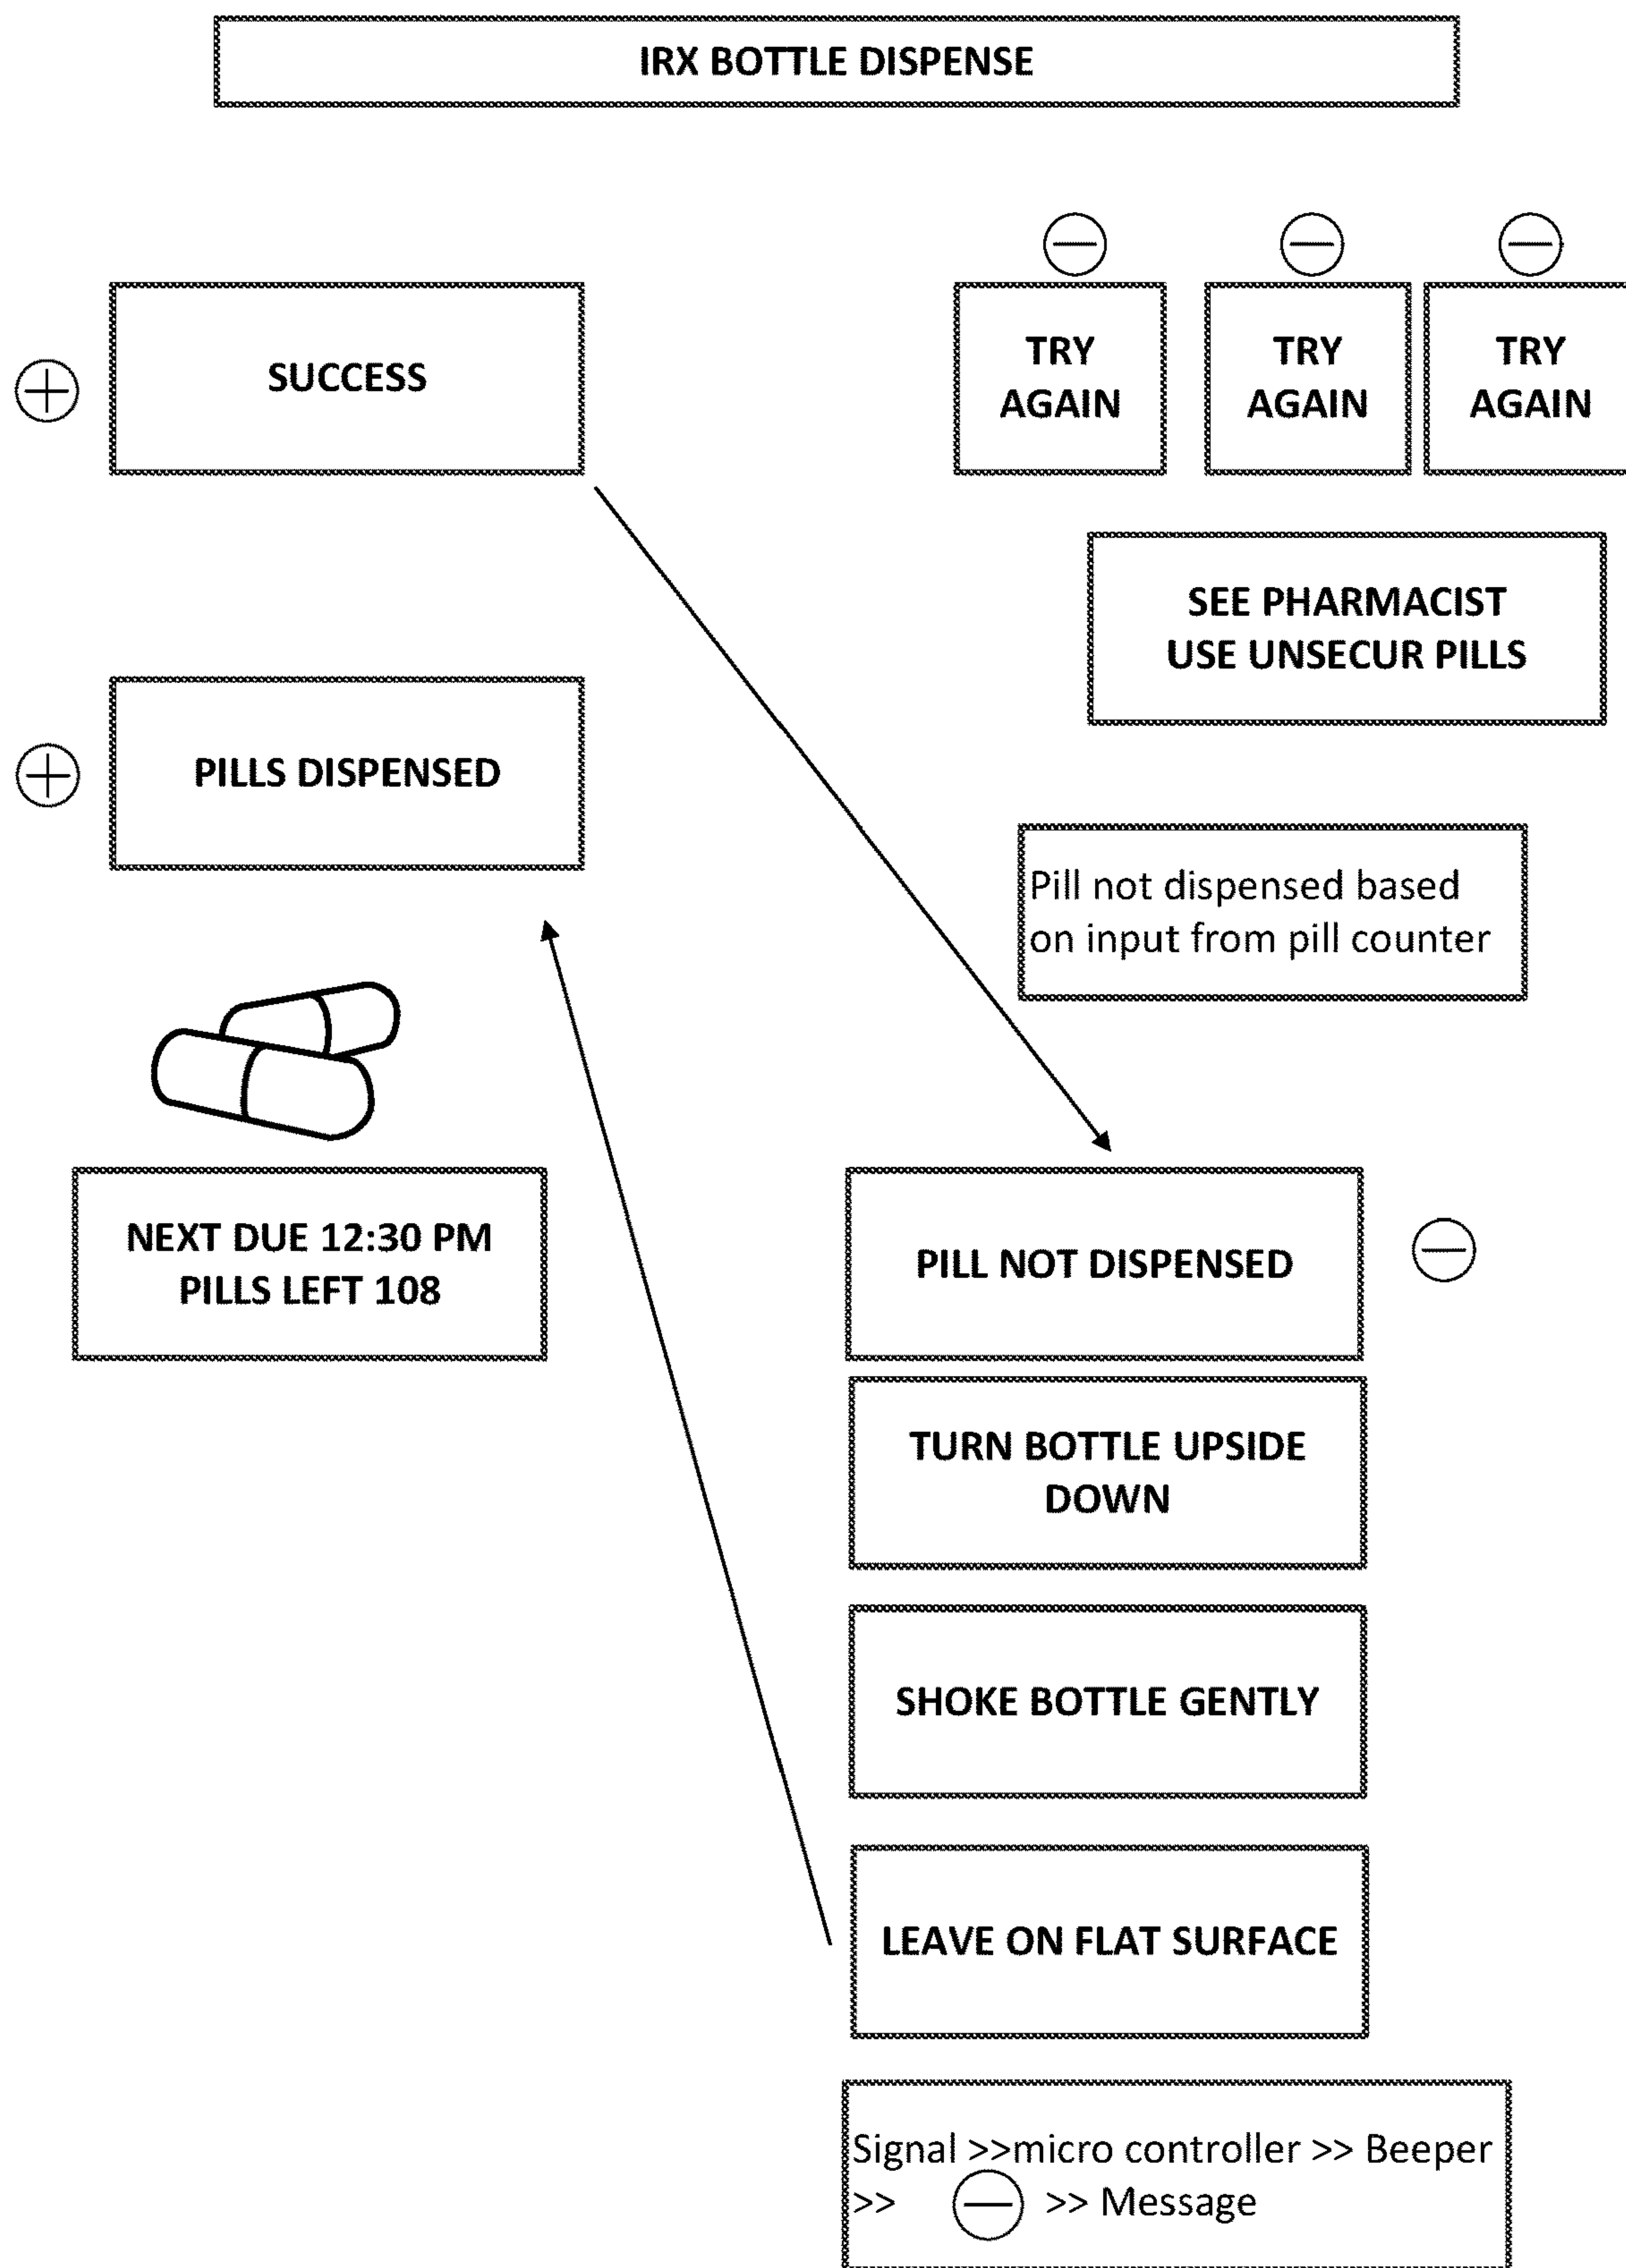 IRX BOTTLE DISPENSE
SUCCESS
TRY
AGAIN
TRY
AGAIN
TRY
AGAIN
SEE PHARMACIST
USE UNSECUR PILLS
PILLS DISPENSED
Pill not dispensed based
on input from pill counter
NEXT DUE 12:30 PM
PILLS LEFT 108
PILL NOT DISPENSED
TURN BOTTLE UPSIDE
DOWN
SHOKE BOTTLE GENTLY
LEAVE ON FLAT SURFACE
Signal >>micro controller >> Beeper
>> >> Message